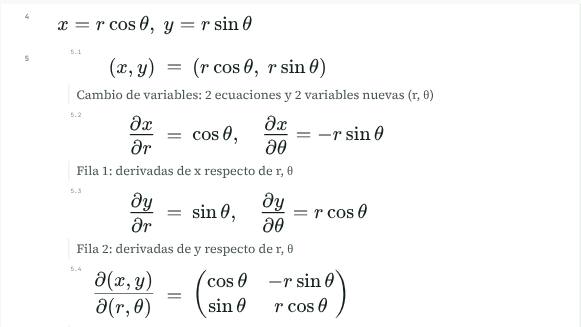 4
x = r cos θ, y = r sin θ
5
5.1
(x, y) = (r cos θ, r sin θ)
Cambio de variables: 2 ecuaciones y 2 variables nuevas (r, θ)
5.2
∂x/∂r = cos θ, ∂x/∂θ = −r sin θ
Fila 1: derivadas de x respecto de r, θ
5.3
∂y/∂r = sin θ, ∂y/∂θ = r cos θ
Fila 2: derivadas de y respecto de r, θ
5.4
∂(x, y)/∂(r, θ) = (cos θ −r sin θ
sin θ r cos θ)